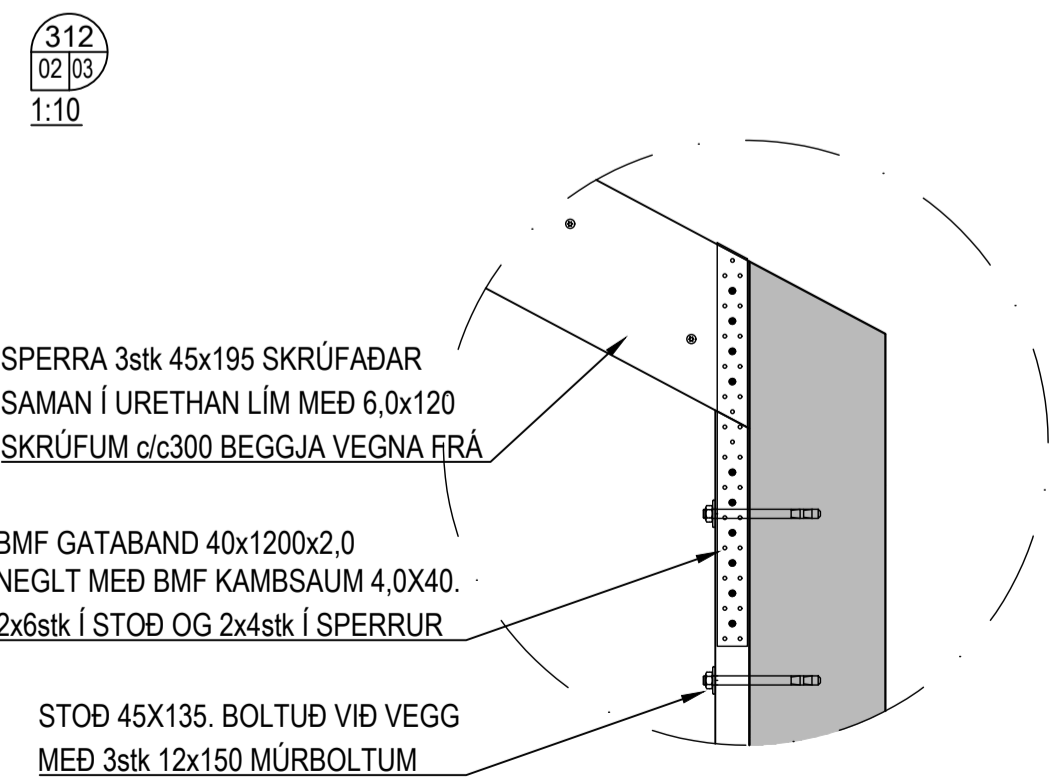 312
02 03
1:10
SPERRA 3stk 45x195 SKRÚFAÐAR
SAMAN Í URETHAN LÍM MEÐ 6,0x120
SKRÚFUM c/c300 BEGGJA VEGNA FRÁ
BMF GATABAND 40x1200x2,0
NEGLT MEÐ BMF KAMBSAUM 4,0X40.
2x6stk Í STOÐ OG 2x4stk Í SPERRUR
STOÐ 45X135. BOLTUÐ VIÐ VEGG
MEÐ 3stk 12x150 MÚRBOLTUM